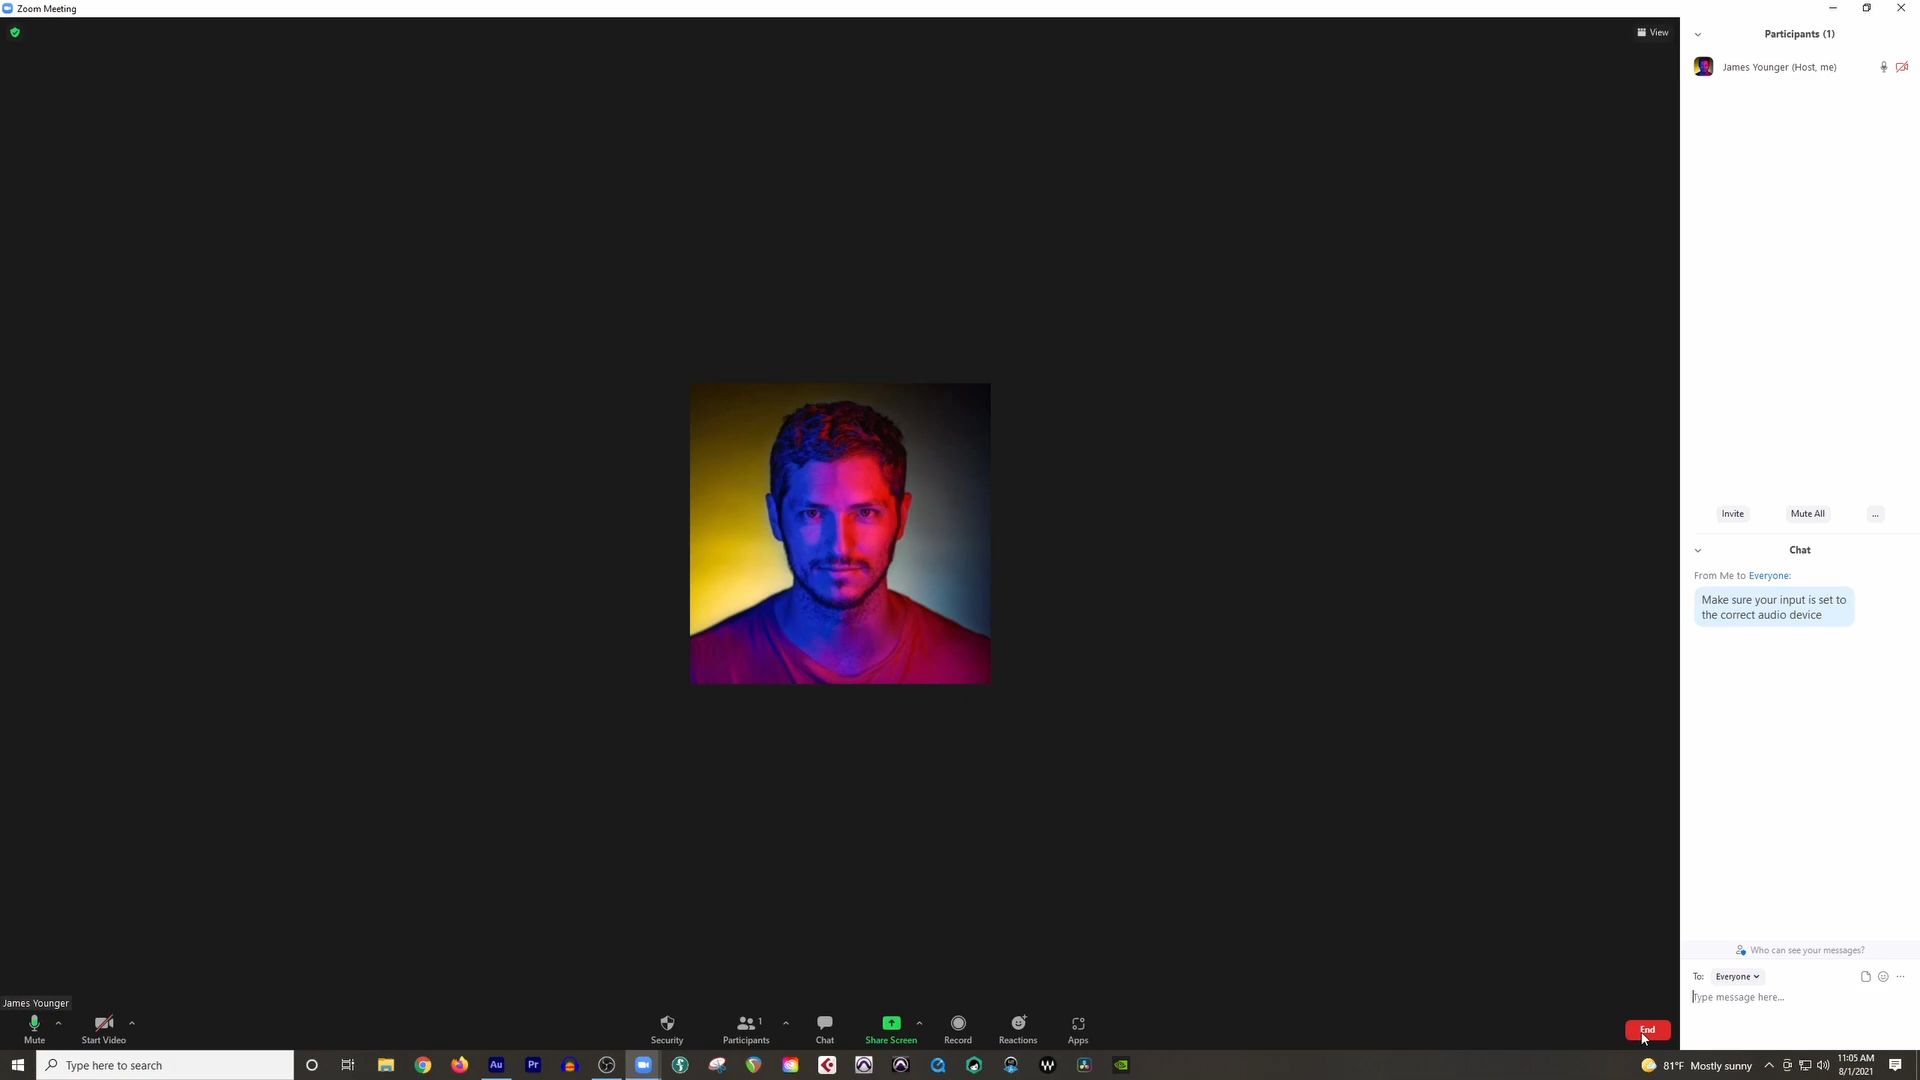 Zoom Meeting
View
Participants (1)
James Younger (Host, me)
Invite
Mute All
...
Chat
From Me to Everyone:
Make sure your input is set to
the correct audio device
Who can see your messages?
To:
Everyone
Type message here...
James Younger
Mute
Start Video
Security
1
Participants
Chat
Share Screen
Record
Reactions
Apps
End
Type here to search
Au
Pr
81°F Mostly sunny
11:05 AM
8/1/2021